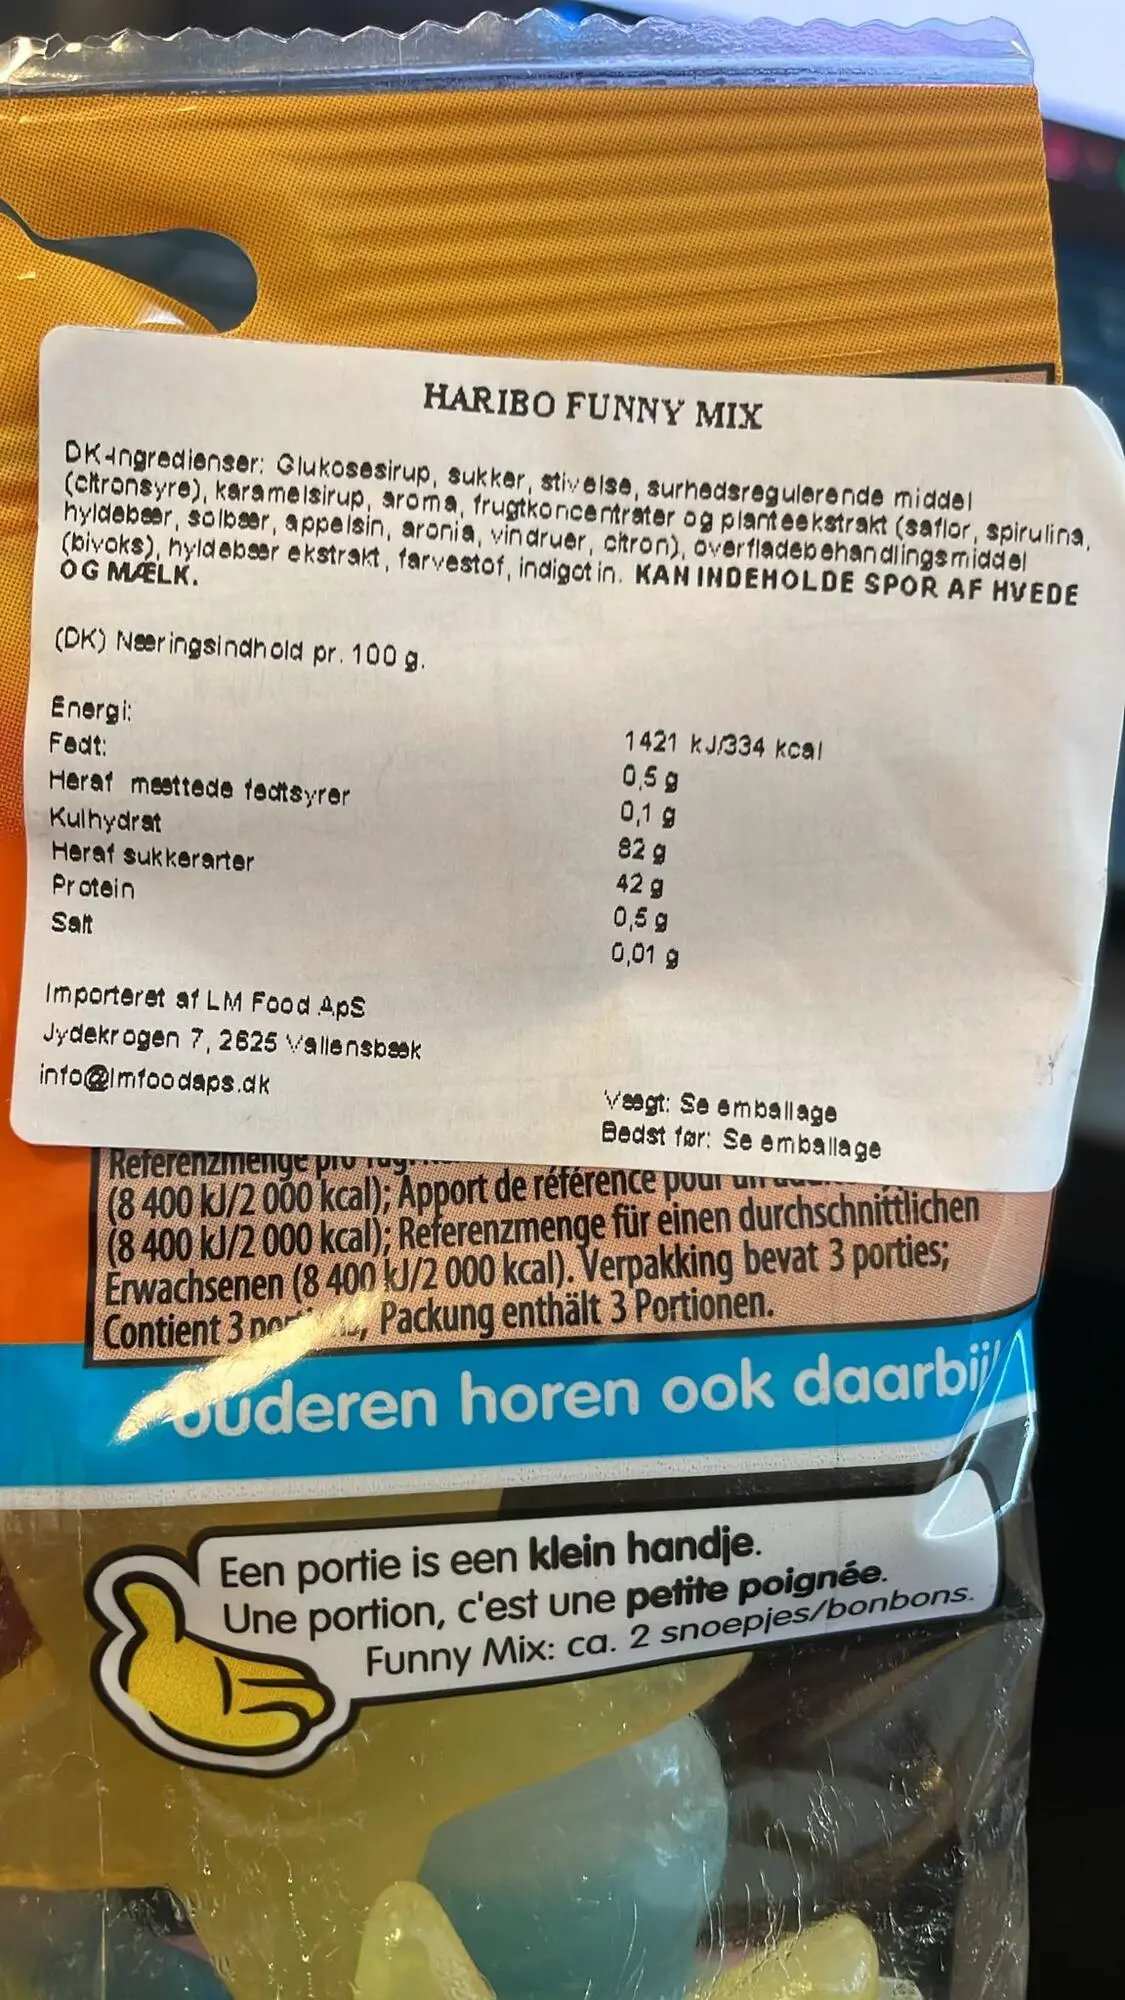 HARIBO FUNNY MIX
DK-Ingredienser: Glukosesirup, sukker, stivelse, surhedsregulerende middel
(citronsyre), karamelsirup, aroma, frugtkoncentrater og planteekstrakt (saflor, spirulina,
hyldebær, solbær, appelsin, aronia, vindruer, citron), overfladebehandlingsmiddel
(bivoks), hyldebær ekstrakt, farvestof, indigotin. KAN INDEHOLDE SPOR AF HVEDE
OG MÆLK.
(DK) Næringsindhold pr. 100 g.
Energi: 1421 kJ/334 kcal
Fedt: 0,5 g
Heraf mættede fedtsyrer 0,1 g
Kulhydrat 82 g
Heraf sukkerarter 42 g
Protein 0,5 g
Salt 0,01 g
Importeret af LM Food ApS
Jydekrogen 7, 2625 Vallensbæk
info@lmfoodaps.dk
Vægt: Se emballage
Bedst før: Se emballage
Referenzmenge pro
(8 400 kJ/2 000 kcal); Apport de référence pour un
(8 400 kJ/2 000 kcal); Referenzmenge für einen durchschnittlichen
Erwachsenen (8 400 kJ/2 000 kcal). Verpakking bevat 3 porties;
Contient 3 Packung enthält 3 Portionen.
ouderen horen ook daarbij
Een portie is een klein handje.
Une portion, c'est une petite poignée.
Funny Mix: ca. 2 snoepjes/bonbons.